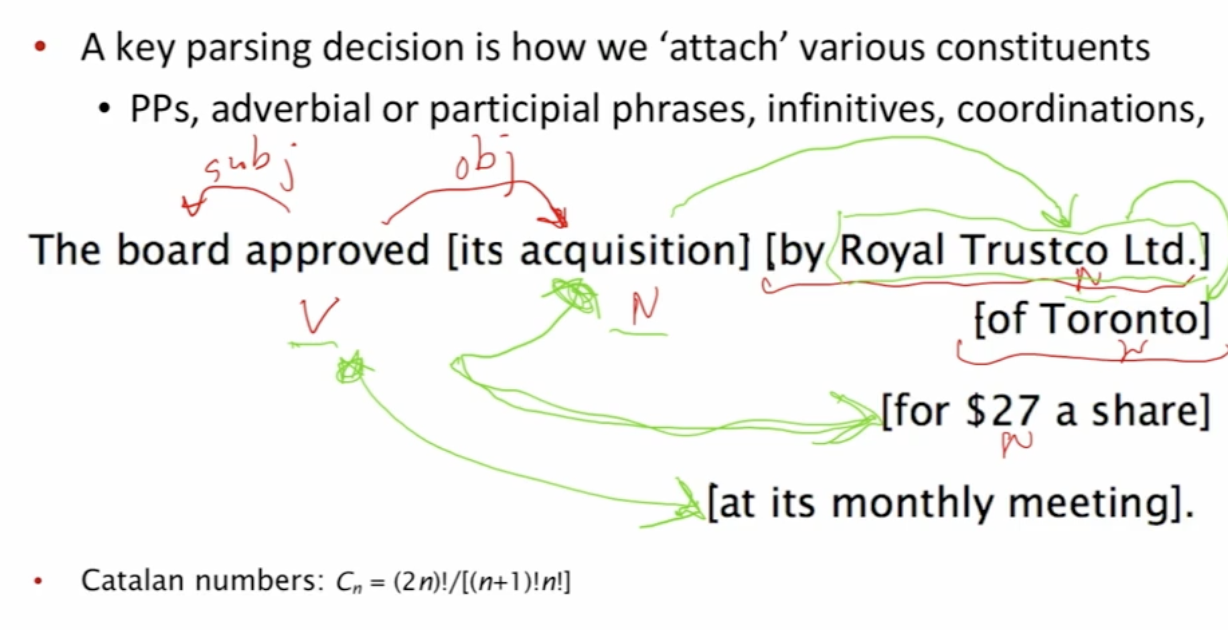 • A key parsing decision is how we ‘attach’ various constituents
• PPs, adverbial or participial phrases, infinitives, coordinations,
subj obj
The board approved [its acquisition] [by Royal Trustco Ltd.]
V N N
[of Toronto]
N
[for $27 a share]
N
[at its monthly meeting].
• Catalan numbers: Cₙ = (2n)!/[(n+1)!n!]